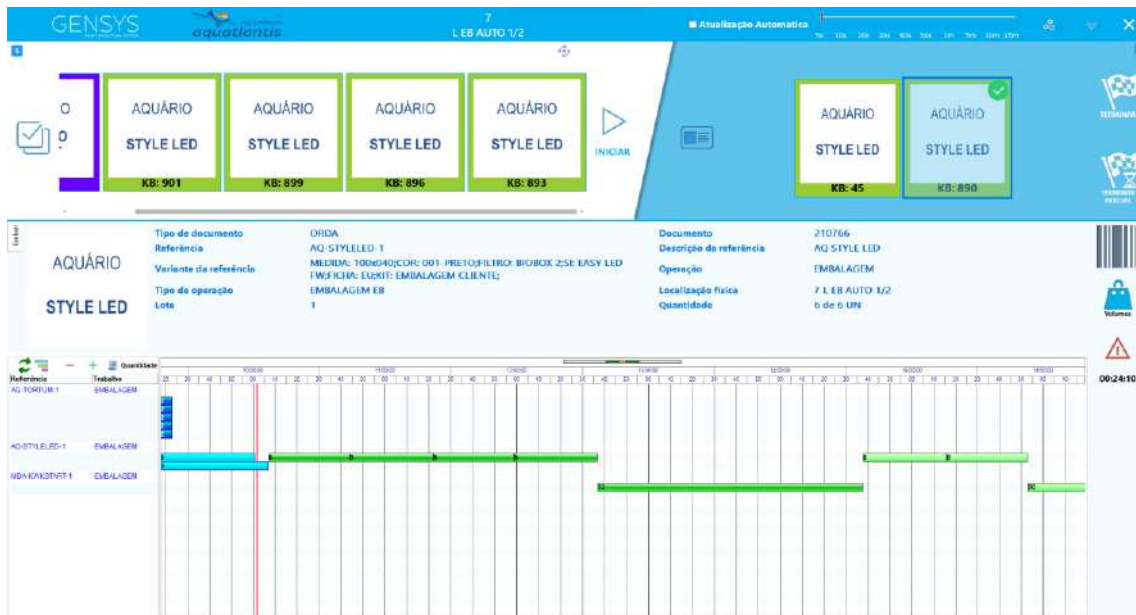 GENSYS
aquatlantis
7
L EB AUTO 1/2
Atualização Automática
AQUÁRIO
STYLE LED
KB: 901
AQUÁRIO
STYLE LED
KB: 899
AQUÁRIO
STYLE LED
KB: 896
AQUÁRIO
STYLE LED
KB: 893
INICIAR
AQUÁRIO
STYLE LED
KB: 45
AQUÁRIO
STYLE LED
KB: 890
TERMINAR
TERMINAR
PARCIAL
AQUÁRIO
STYLE LED
Tipo de documento ORDA
Referência AQ-STYLELED-1
Variante da referência MEDIDA: 100x040;COR: 001-PRETO;FILTRO: BIOBOX 2;SE: EASY LED
FW;FICHA: EU;KIT: EMBALAGEM CLIENTE;
Tipo de operação EMBALAGEM EB
Lote 1
Documento 210766
Descrição da referência AQ STYLE LED
Operação EMBALAGEM
Localização física 7 L EB AUTO 1/2
Quantidade 6 de 6 UN
Volumes
00:24:10
Quantidade
Referência Trabalho
AQ-TORTUM-1 EMBALAGEM
AQ-STYLELED-1 EMBALAGEM
EMBALAGEM